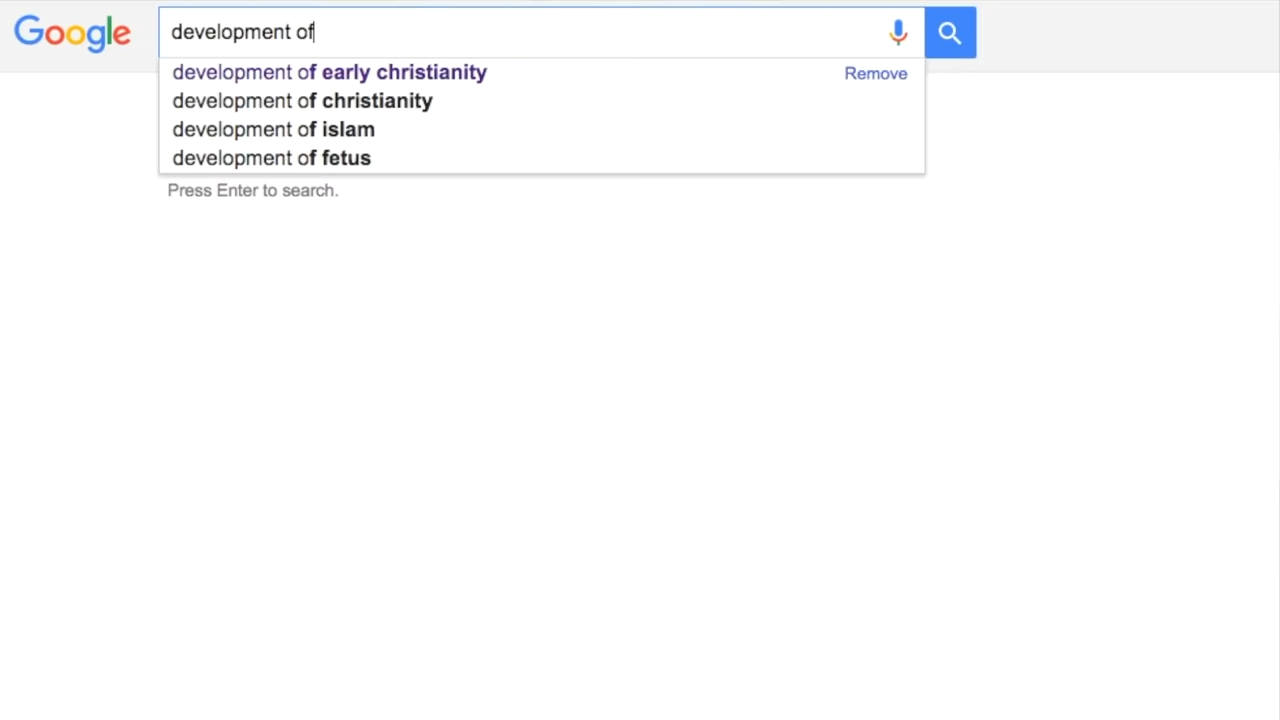 Google development of
development of early christianity Remove
development of christianity
development of islam
development of fetus
Press Enter to search.